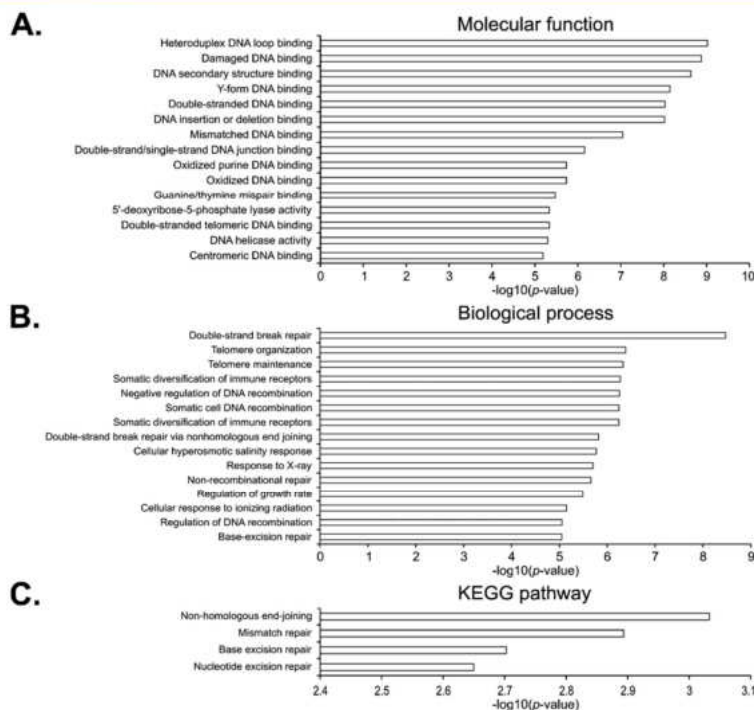 A.
Molecular function
Heteroduplex DNA loop binding
Damaged DNA binding
DNA secondary structure binding
Y-form DNA binding
Double-stranded DNA binding
DNA insertion or deletion binding
Mismatched DNA binding
Double-strand/single-strand DNA junction binding
Oxidized purine DNA binding
Oxidized DNA binding
Guanine/thymine mispair binding
5'-deoxyribose-5-phosphate lyase activity
Double-stranded telomeric DNA binding
DNA helicase activity
Centromeric DNA binding
0 1 2 3 4 5 6 7 8 9 10
-log10(p-value)
B.
Biological process
Double-strand break repair
Telomere organization
Telomere maintenance
Somatic diversification of immune receptors
Negative regulation of DNA recombination
Somatic cell DNA recombination
Somatic diversification of immune receptors
Double-strand break repair via nonhomologous end joining
Cellular hyperosmotic salinity response
Response to X-ray
Non-recombinational repair
Regulation of growth rate
Cellular response to ionizing radiation
Regulation of DNA recombination
Base-excision repair
0 1 2 3 4 5 6 7 8 9
-log10(p-value)
C.
KEGG pathway
Non-homologous end-joining
Mismatch repair
Base excision repair
Nucleotide excision repair
2.4 2.5 2.6 2.7 2.8 2.9 3 3.1
-log10(p-value)